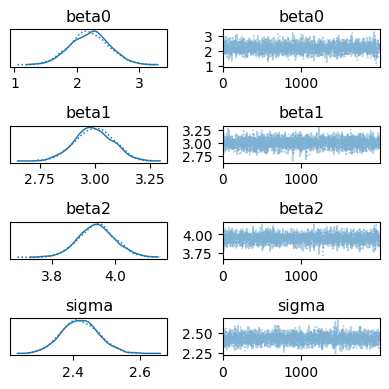 beta0 beta0
3
2
1
1 2 3 0 1000
beta1 beta1
3.25
3.00
2.75
2.75 3.00 3.25 0 1000
beta2 beta2
4.00
3.75
3.8 4.0 0 1000
sigma sigma
2.50
2.25
2.4 2.6 0 1000